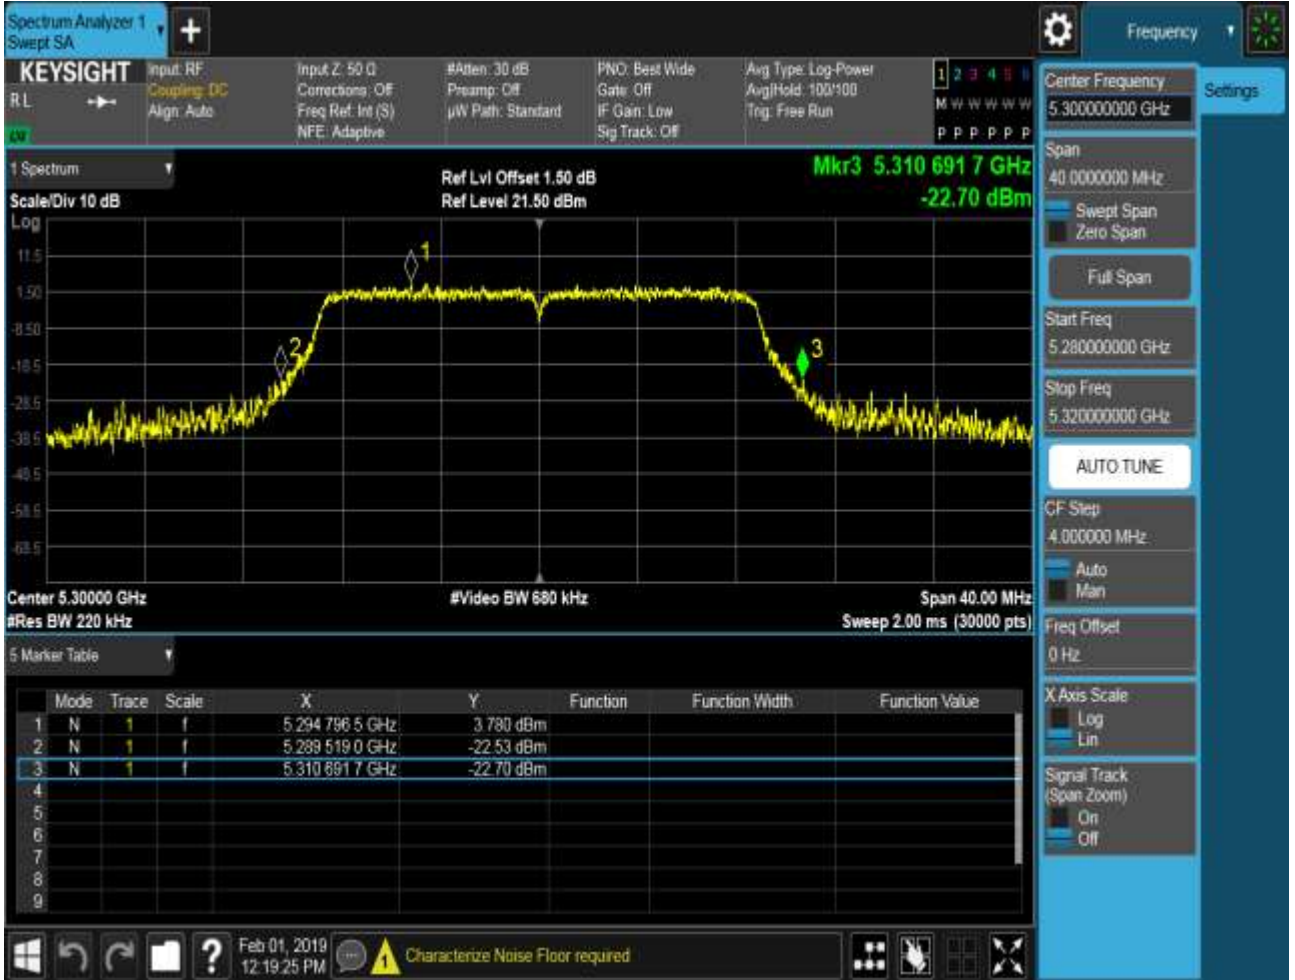 Spectrum Analyzer 1
Swept SA
Frequency
KEYSIGHT
RL
Input: RF
Coupling: DC
Align: Auto
Input Z: 50 Ω
Corrections: Off
Freq Ref: Int (S)
NFE: Adaptive
#Atten: 30 dB
Preamp: Off
µW Path: Standard
PNO: Best Wide
Gate: Off
IF Gain: Low
Sig Track: Off
Avg Type: Log-Power
Avg|Hold: 100/100
Trig: Free Run
1 2 3 4 5 6
M W W W W W
P P P P P P
1 Spectrum
Scale/Div 10 dB
Ref Lvl Offset 1.50 dB
Ref Level 21.50 dBm
Mkr3 5.310 691 7 GHz
-22.70 dBm
Log
11.5
1.50
-8.50
-18.5
-28.5
-38.5
-48.5
-58.5
-68.5
1
2
3
Center 5.30000 GHz
#Video BW 680 kHz
Span 40.00 MHz
#Res BW 220 kHz
Sweep 2.00 ms (30000 pts)
5 Marker Table
Mode Trace Scale X Y Function Function Width Function Value
1 N 1 f 5.294 796 5 GHz 3.780 dBm
2 N 1 f 5.289 519 0 GHz -22.53 dBm
3 N 1 f 5.310 691 7 GHz -22.70 dBm
4
5
6
7
8
9
Feb 01, 2019
12:19:25 PM
1
Characterize Noise Floor required
Settings
Center Frequency
5.300000000 GHz
Span
40.0000000 MHz
Swept Span
Zero Span
Full Span
Start Freq
5.280000000 GHz
Stop Freq
5.320000000 GHz
AUTO TUNE
CF Step
4.000000 MHz
Auto
Man
Freq Offset
0 Hz
X Axis Scale
Log
Lin
Signal Track
(Span Zoom)
On
Off